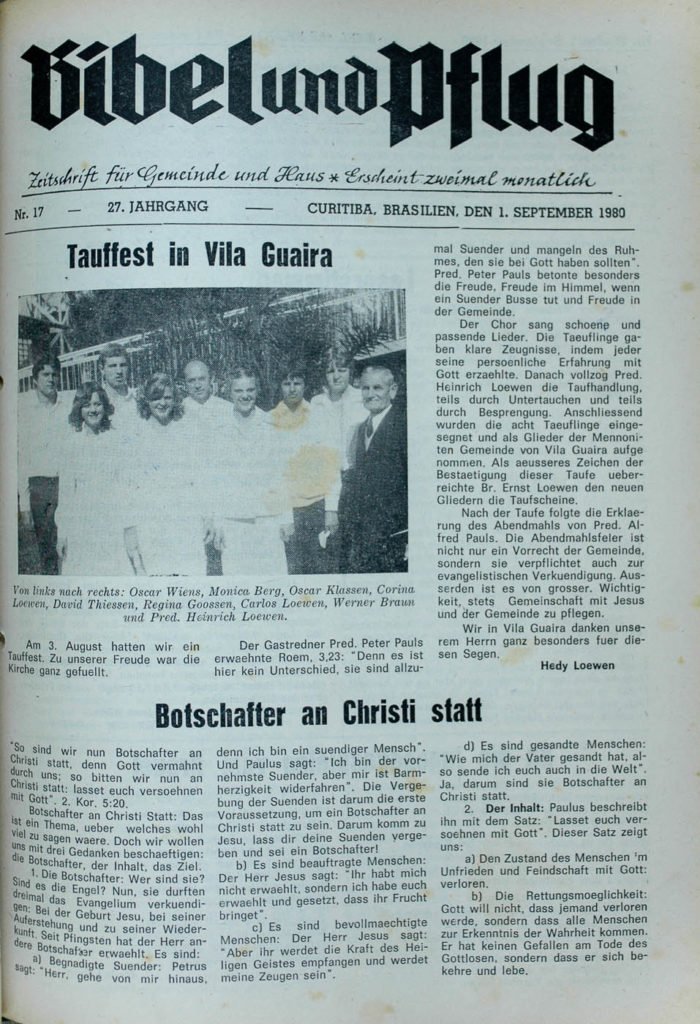 Bibel und Pflug
Zeitschrift für Gemeinde und Haus * Erscheint zweimal monatlich
Nr. 17 — 27. JAHRGANG — CURITIBA, BRASILIEN, DEN 1. SEPTEMBER 1980
Tauffest in Vila Guaira
Von links nach rechts: Oscar Wiens, Monica Berg, Oscar Klassen, Corina
Loewen, David Thiessen, Regina Goossen, Carlos Loewen, Werner Braun
und Pred. Heinrich Loewen.
Am 3. August hatten wir ein
Tauffest. Zu unserer Freude war die
Kirche ganz gefuellt.
Der Gastredner Pred. Peter Pauls
erwaehnte Roem, 3,23: "Denn es ist
hier kein Unterschied, sie sind allzu-
mal Suender und mangeln des Ruh-
mes, den sie bei Gott haben sollten".
Pred. Peter Pauls betonte besonders
die Freude, Freude im Himmel, wenn
ein Suender Busse tut und Freude in
der Gemeinde.
Der Chor sang schoene und
passende Lieder. Die Taeuflinge ga-
ben klare Zeugnisse, indem jeder
seine persoenliche Erfahrung mit
Gott erzaehlte. Danach vollzog Pred.
Heinrich Loewen die Taufhandlung,
teils durch Untertauchen und teils
durch Besprengung. Anschliessend
wurden die acht Taeuflinge einge-
segnet und als Glieder der Mennoni-
ten Gemeinde von Vila Guaira aufge
nommen. Als aeusseres Zeichen der
Bestaetigung dieser Taufe ueber-
reichte Br. Ernst Loewen den neuen
Gliedern die Taufscheine.
Nach der Taufe folgte die Erklae-
rung des Abendmahls von Pred. Al-
fred Pauls. Die Abendmahlsfeier ist
nicht nur ein Vorrecht der Gemeinde,
sondern sie verpflichtet auch zur
evangelistischen Verkuendigung. Aus-
serden ist es von grosser. Wichtig-
keit, stets Gemeinschaft mit Jesus
und der Gemeinde zu pflegen.
Wir in Vila Guaira danken unse-
rem Herrn ganz besonders fuer die-
sen Segen.
Hedy Loewen
Botschafter an Christi statt
"So sind wir nun Botschafter an
Christi statt, denn Gott vermahnt
durch uns; so bitten wir nun an
Christi statt: lasset euch versoehnen
mit Gott". 2. Kor. 5:20.
Botschafter an Christi Statt: Das
ist ein Thema, ueber welches wohl
viel zu sagen waere. Doch wir wollen
uns mit drei Gedanken beschaeftigen:
die Botschafter, der Inhalt, das Ziel.
1. Die Botschafter: Wer sind sie?
Sind es die Engel? Nun, sie durften
dreimal das Evangelium verkuendi-
gen: Bei der Geburt Jesu, bei seiner
Auferstehung und zu seiner Wieder-
kunft. Seit Pfingsten hat der Herr an-
dere Botschafter erwaehlt. Es sind:
a) Begnadigte Suender: Petrus
sagt: "Herr, gehe von mir hinaus,
denn ich bin ein suendiger Mensch".
Und Paulus sagt: "Ich bin der vor-
nehmste Suender, aber mir ist Barm-
herzigkeit widerfahren". Die Verge-
bung der Suenden ist darum die erste
Voraussetzung, um ein Botschafter an
Christi statt zu sein. Darum komm zu
Jesu, lass dir deine Suenden verge-
ben und sei ein Botschafter!
b) Es sind beauftragte Menschen:
Der Herr Jesus sagt: "Ihr habt mich
nicht erwaehlt, sondern ich habe euch
erwaehlt und gesetzt, dass ihr Frucht
bringet".
c) Es sind bevollmaechtigte
Menschen: Der Herr Jesus sagt:
"Aber ihr werdet die Kraft des Hei-
ligen Geistes empfangen und werdet
meine Zeugen sein".
d) Es sind gesandte Menschen:
"Wie mich der Vater gesandt hat, al-
so sende ich euch auch in die Welt".
Ja, darum sind sie Botschafter an
Christi statt.
2. Der Inhalt: Paulus beschreibt
ihn mit dem Satz: "Lasset euch ver-
soehnen mit Gott". Dieser Satz zeigt
uns:
a) Den Zustand des Menschen 'm
Unfrieden und Feindschaft mit Gott:
verloren.
b) Die Rettungsmoeglichkeit:
Gott will nicht, dass jemand verloren
werde, sondern dass alle Menschen
zur Erkenntnis der Wahrheit kommen.
Er hat keinen Gefallen am Tode des
Gottlosen, sondern dass er sich be-
kehre und lebe.